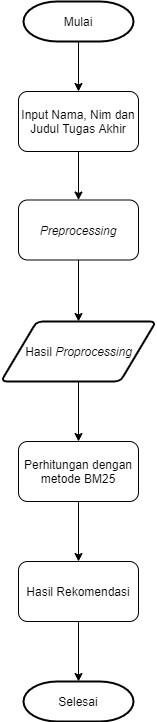 Mulai
Input Nama, Nim dan
Judul Tugas Akhir
Preprocessing
Hasil Proprocessing
Perhitungan dengan
metode BM25
Hasil Rekomendasi
Selesai